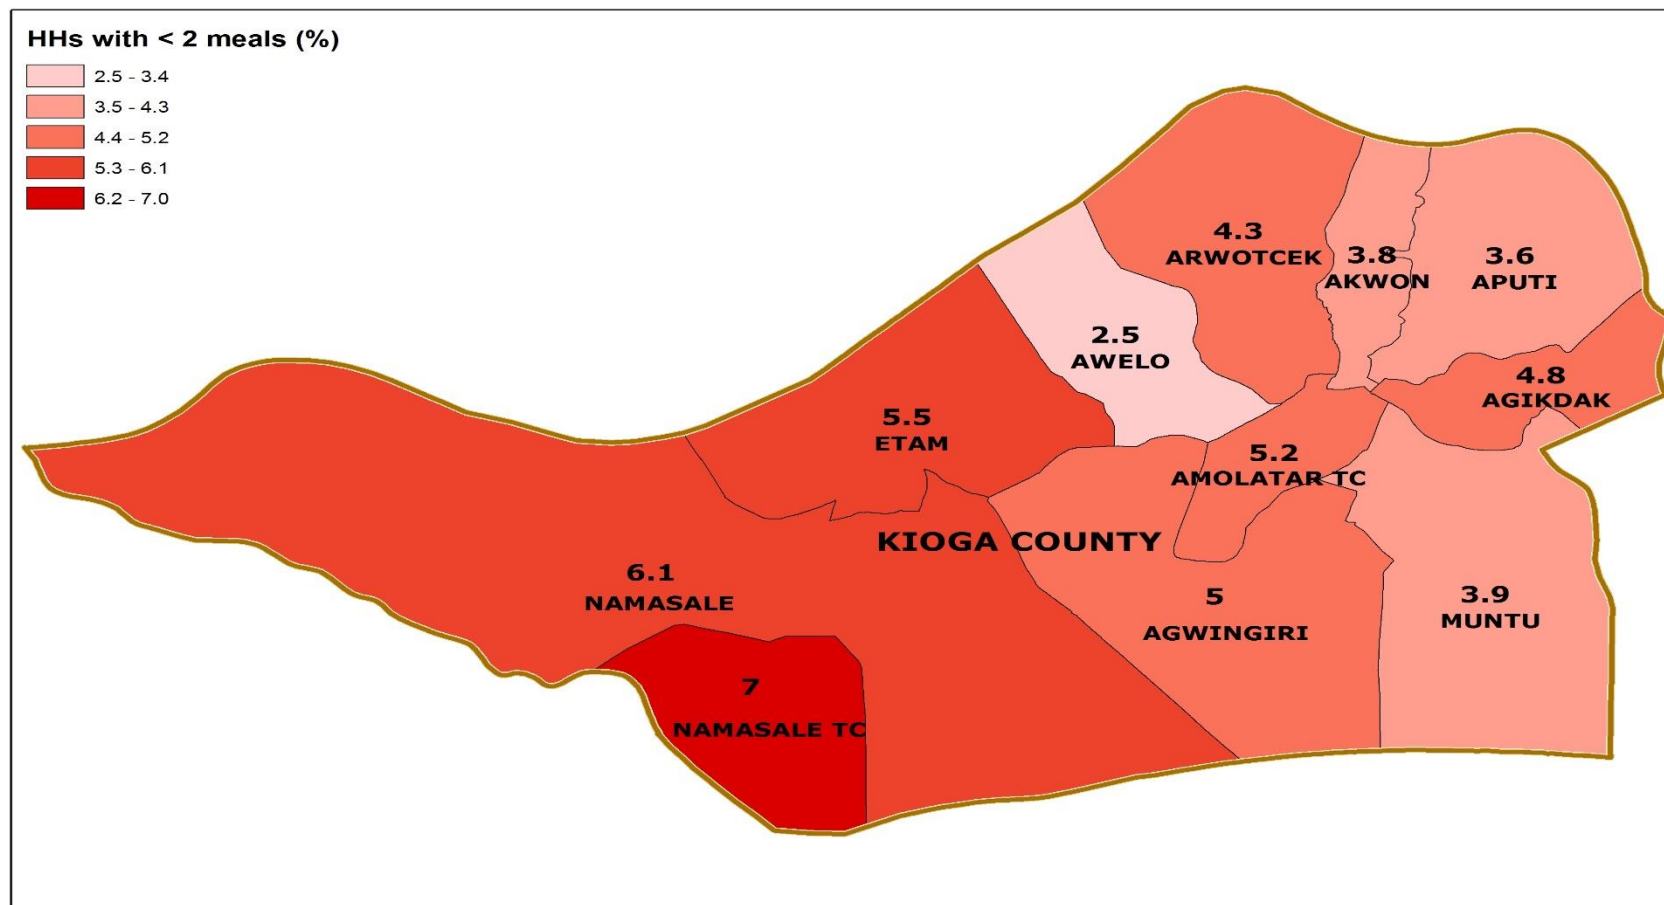 HHs with < 2 meals (%)
2.5 - 3.4
3.5 - 4.3
4.4 - 5.2
5.3 - 6.1
6.2 - 7.0
4.3
ARWOTCEK
3.8
AKWON
3.6
APUTI
2.5
AWELO
4.8
AGIKDAK
5.5
ETAM
5.2
AMOLATAR TC
KIOGA COUNTY
6.1
NAMASALE
5
AGWINGIRI
3.9
MUNTU
7
NAMASALE TC